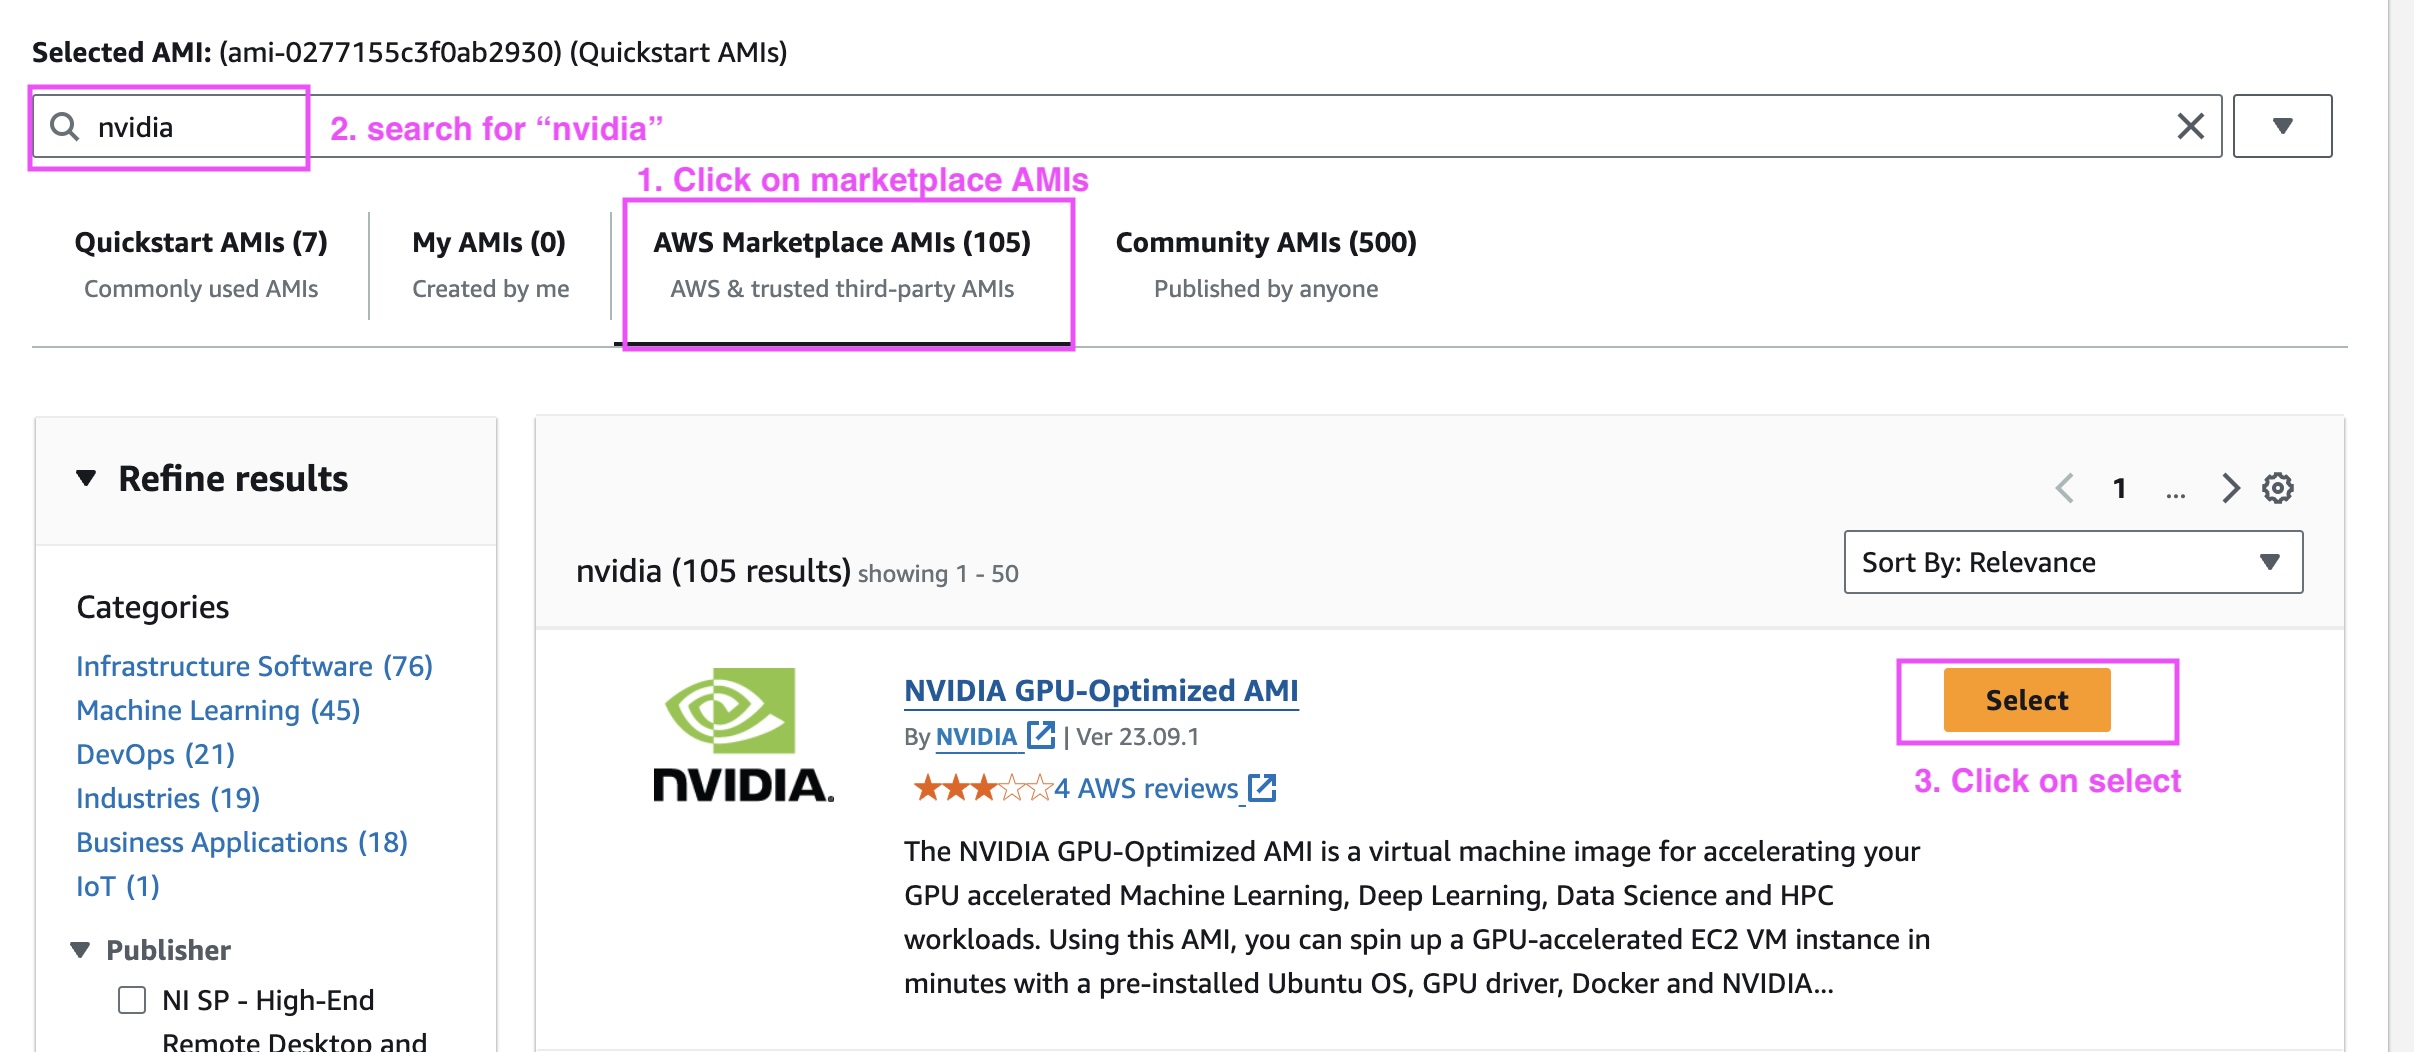 Selected AMI: (ami-0277155c3f0ab2930) (Quickstart AMIs)
nvidia
2. search for “nvidia”
1. Click on marketplace AMIs
Quickstart AMIs (7)
Commonly used AMIs
My AMIs (0)
Created by me
AWS Marketplace AMIs (105)
AWS & trusted third-party AMIs
Community AMIs (500)
Published by anyone
Refine results
Categories
Infrastructure Software (76)
Machine Learning (45)
DevOps (21)
Industries (19)
Business Applications (18)
IoT (1)
Publisher
NI SP - High-End
Remote Desktop and
1 ...
nvidia (105 results) showing 1 - 50
Sort By: Relevance
NVIDIA.
NVIDIA GPU-Optimized AMI
By NVIDIA | Ver 23.09.1
4 AWS reviews
Select
3. Click on select
The NVIDIA GPU-Optimized AMI is a virtual machine image for accelerating your
GPU accelerated Machine Learning, Deep Learning, Data Science and HPC
workloads. Using this AMI, you can spin up a GPU-accelerated EC2 VM instance in
minutes with a pre-installed Ubuntu OS, GPU driver, Docker and NVIDIA...